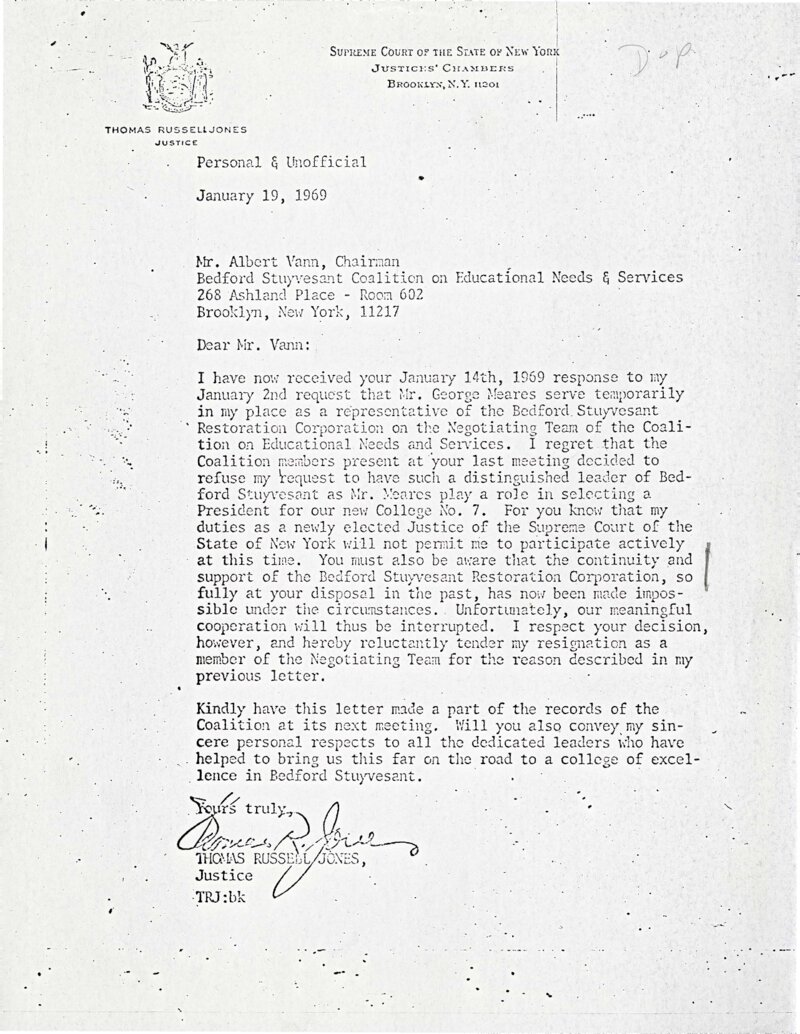 SUPREME COURT OF THE STATE OF NEW YORK
JUSTICES' CHAMBERS
BROOKLYN, N.Y. 11201
THOMAS RUSSELL JONES
JUSTICE
Personal & Unofficial
January 19, 1969
Mr. Albert Vann, Chairman
Bedford Stuyvesant Coalition on Educational Needs & Services
268 Ashland Place - Room 602
Brooklyn, New York, 11217
Dear Mr. Vann:
I have now received your January 14th, 1969 response to my
January 2nd request that Mr. George Meares serve temporarily
in my place as a representative of the Bedford Stuyvesant
Restoration Corporation on the Negotiating Team of the Coali-
tion on Educational Needs and Services. I regret that the
Coalition members present at your last meeting decided to
refuse my request to have such a distinguished leader of Bed-
ford Stuyvesant as Mr. Meares play a role in selecting a
President for our new College No. 7. For you know that my
duties as a newly elected Justice of the Supreme Court of the
State of New York will not permit me to participate actively
at this time. You must also be aware that the continuity and
support of the Bedford Stuyvesant Restoration Corporation, so
fully at your disposal in the past, has now been made impos-
sible under the circumstances. Unfortunately, our meaningful
cooperation will thus be interrupted. I respect your decision,
however, and hereby reluctantly tender my resignation as a
member of the Negotiating Team for the reason described in my
previous letter.
Kindly have this letter made a part of the records of the
Coalition at its next meeting. Will you also convey my sin-
cere personal respects to all the dedicated leaders who have
helped to bring us this far on the road to a college of excel-
lence in Bedford Stuyvesant.
Yours truly,
Thomas R. Jones
THOMAS RUSSELL JONES,
Justice
TRJ:bk